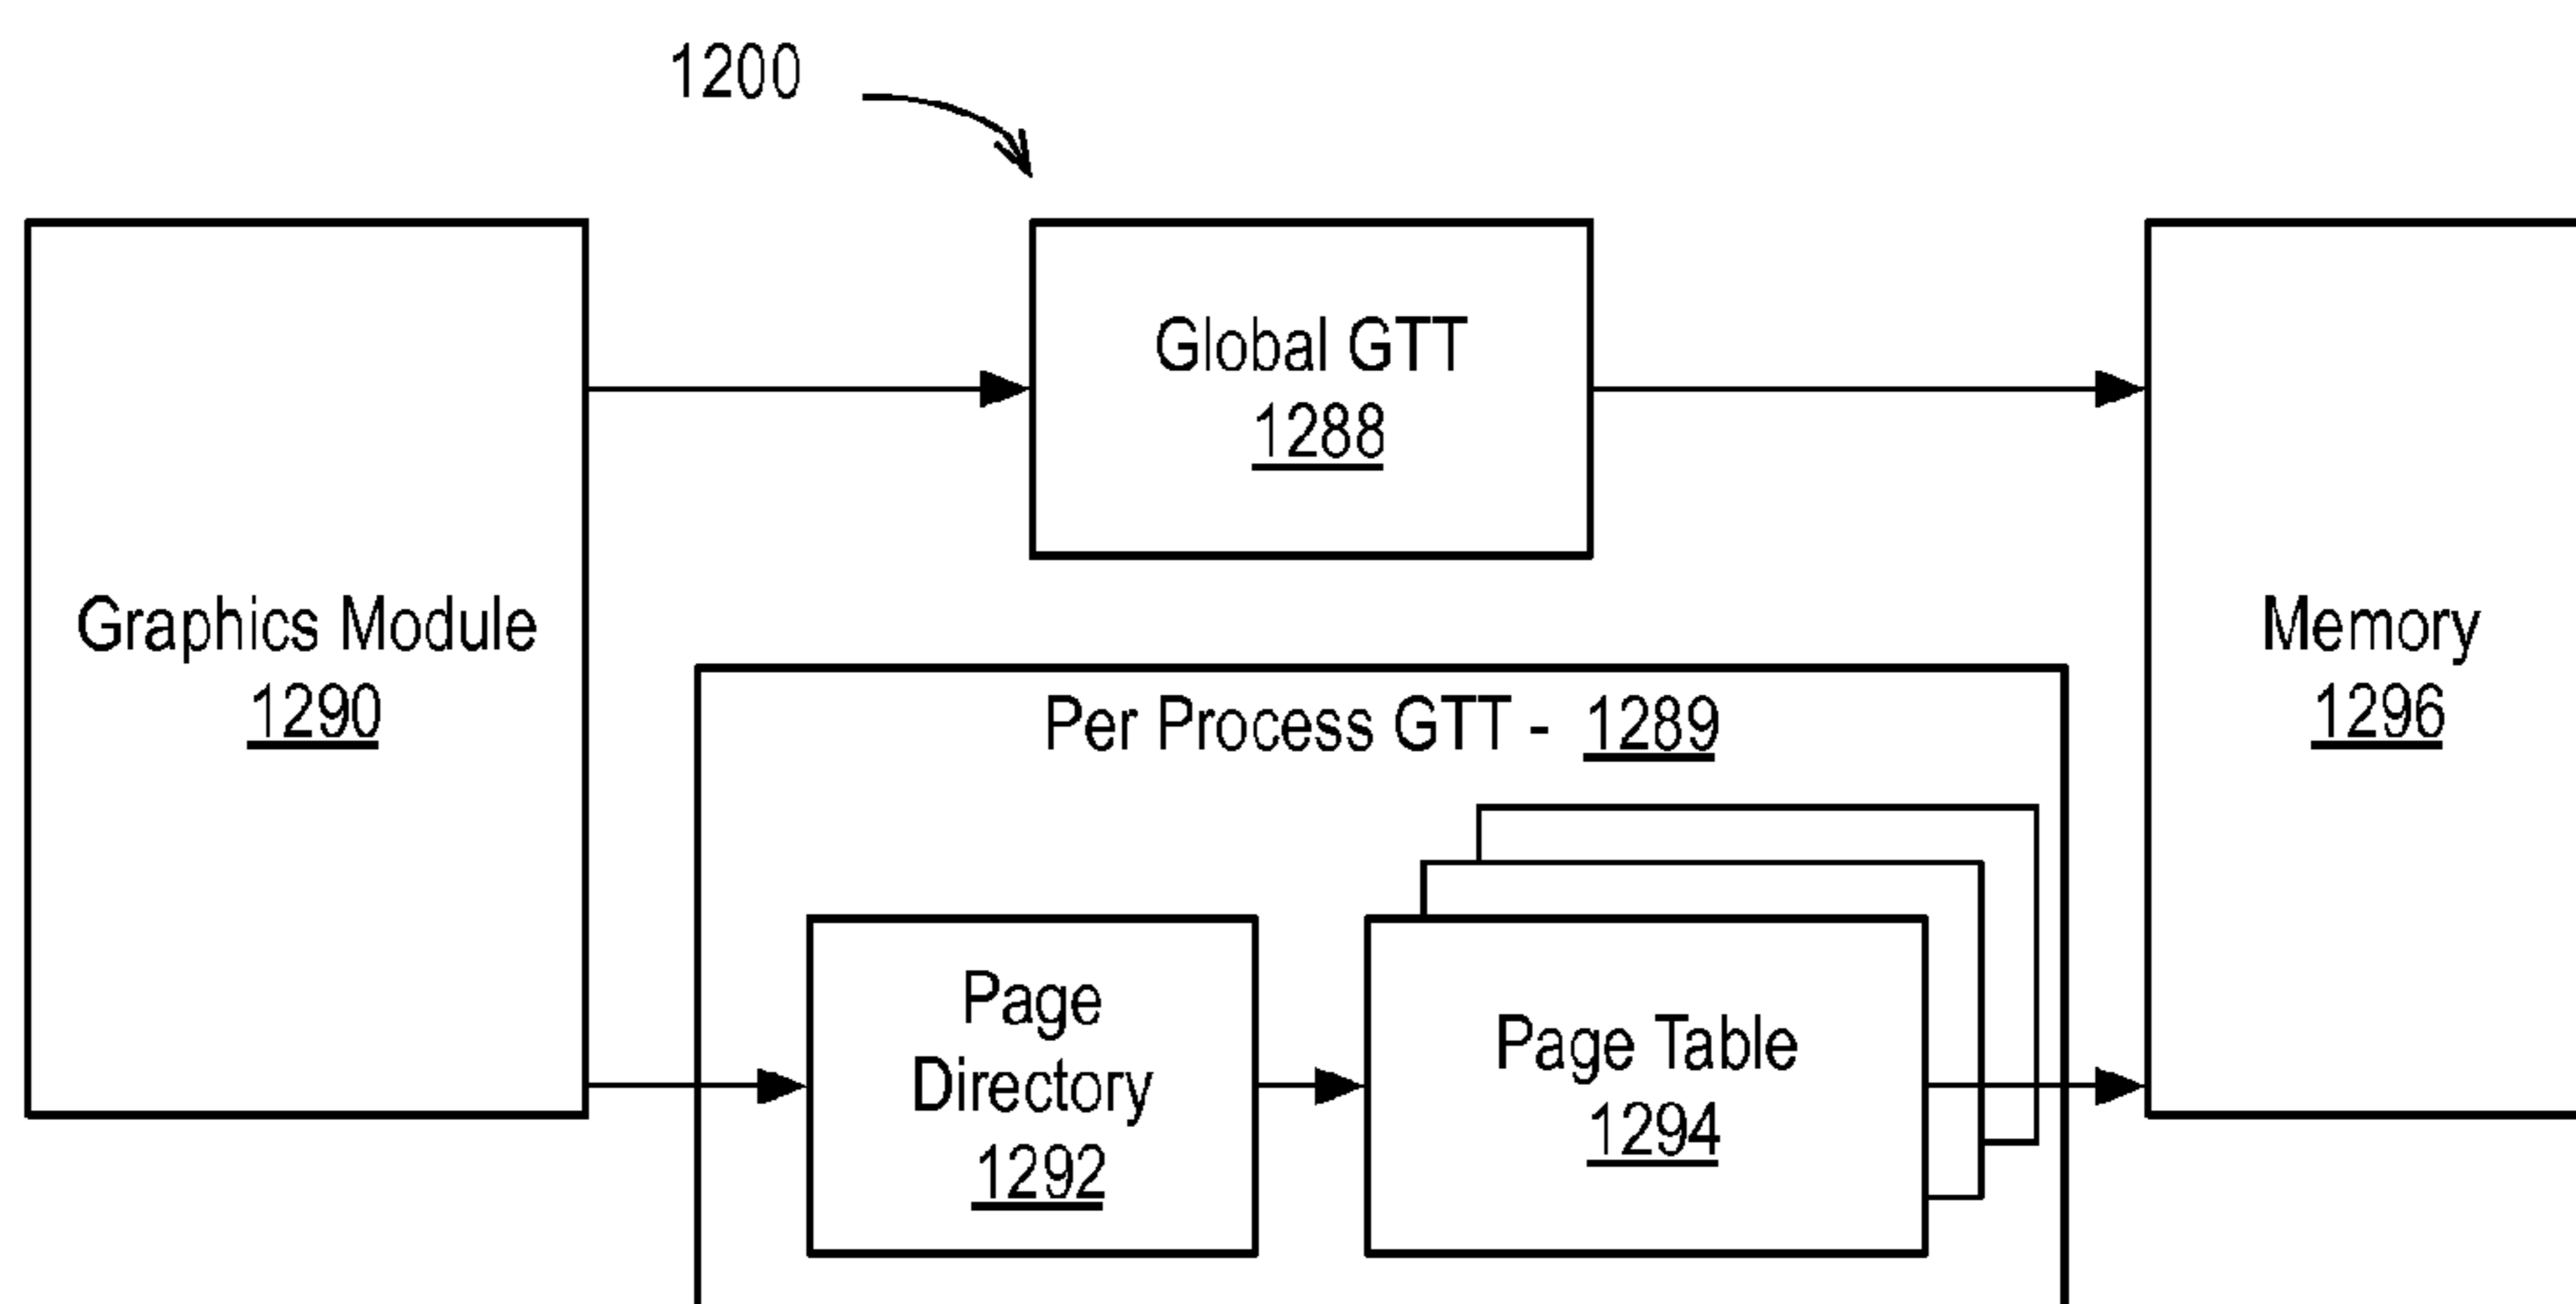 1200
Global GTT
1288
Graphics Module
1290
Memory
1296
Per Process GTT - 1289
Page
Directory
1292
Page Table
1294